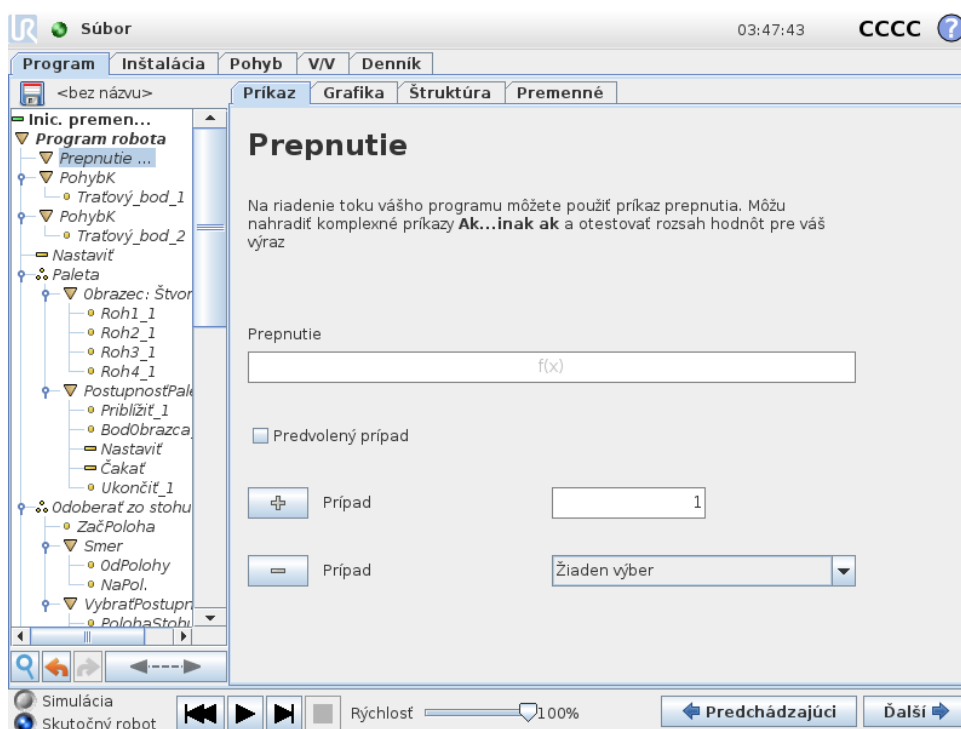 UR
Súbor
03:47:43
CCCC
?
Program
Inštalácia
Pohyb
V/V
Denník
<bez názvu>
Príkaz
Grafika
Štruktúra
Premenné
Inic. premen...
Program robota
Prepnutie ...
PohybK
Traťový_bod_1
PohybK
Traťový_bod_2
Nastaviť
Paleta
Obrazec: Štvor
Roh1_1
Roh2_1
Roh3_1
Roh4_1
PostupnosťPale
Priblížiť_1
BodObrazca_
Nastaviť
Čakať
Ukončiť_1
Odoberať zo stohu
ZačPoloha
Smer
OdPolohy
NaPol.
VybraťPostupn
PolohaStohu
Prepnutie
Na riadenie toku vášho programu môžete použiť príkaz prepnutia. Môžu
nahradiť komplexné príkazy Ak...inak ak a otestovať rozsah hodnôt pre váš
výraz
Prepnutie
f(x)
Predvolený prípad
Prípad
1
Prípad
Žiaden výber
Simulácia
Skutočný robot
Rýchlosť
100%
Predchádzajúci
Ďalší